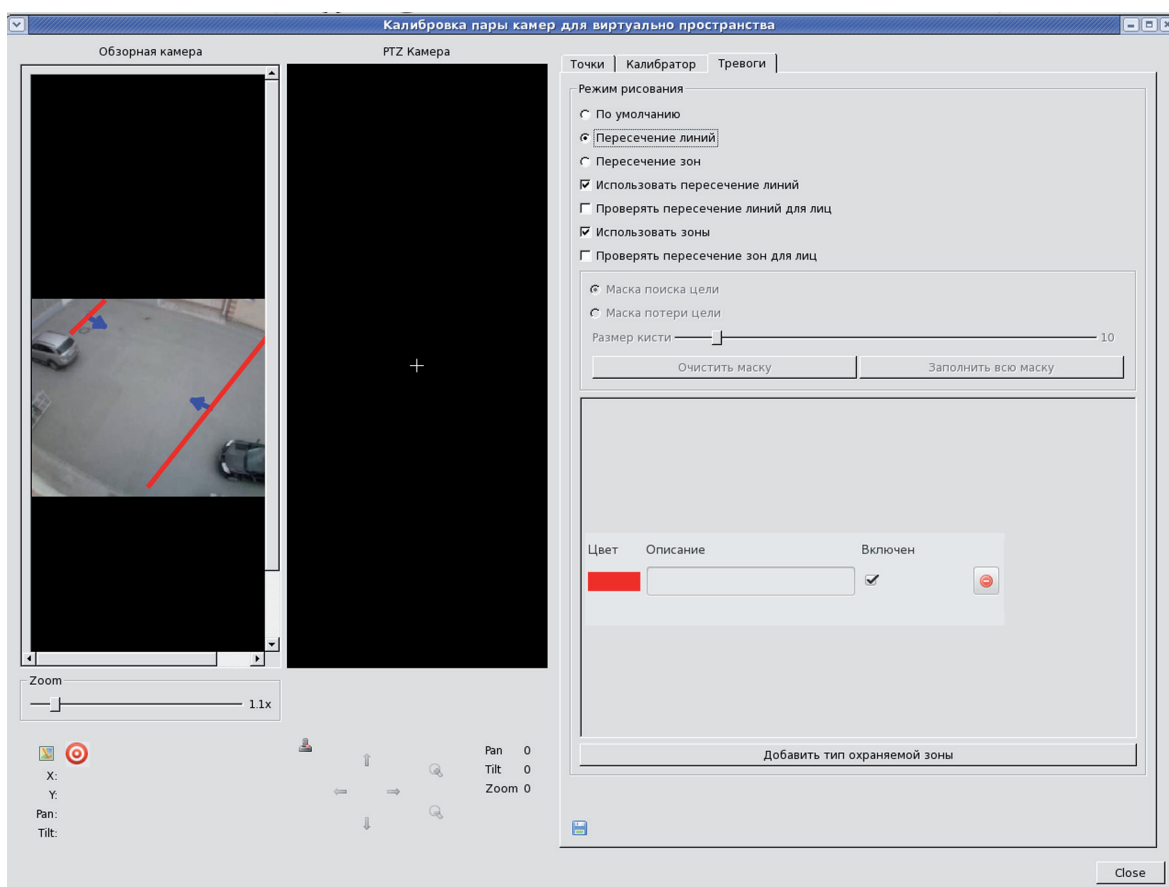 Калибровка пары камер для виртуально пространства
Обзорная камера
PTZ Камера
Точки
Калибратор
Тревоги
Режим рисования
По умолчанию
Пересечение линий
Пересечение зон
Использовать пересечение линий
Проверять пересечение линий для лиц
Использовать зоны
Проверять пересечение зон для лиц
Маска поиска цели
Маска потери цели
Размер кисти 10
Очистить маску
Заполнить всю маску
Цвет Описание Включен
Добавить тип охраняемой зоны
Zoom
1.1x
X:
Y:
Pan:
Tilt:
Pan 0
Tilt 0
Zoom 0
Close